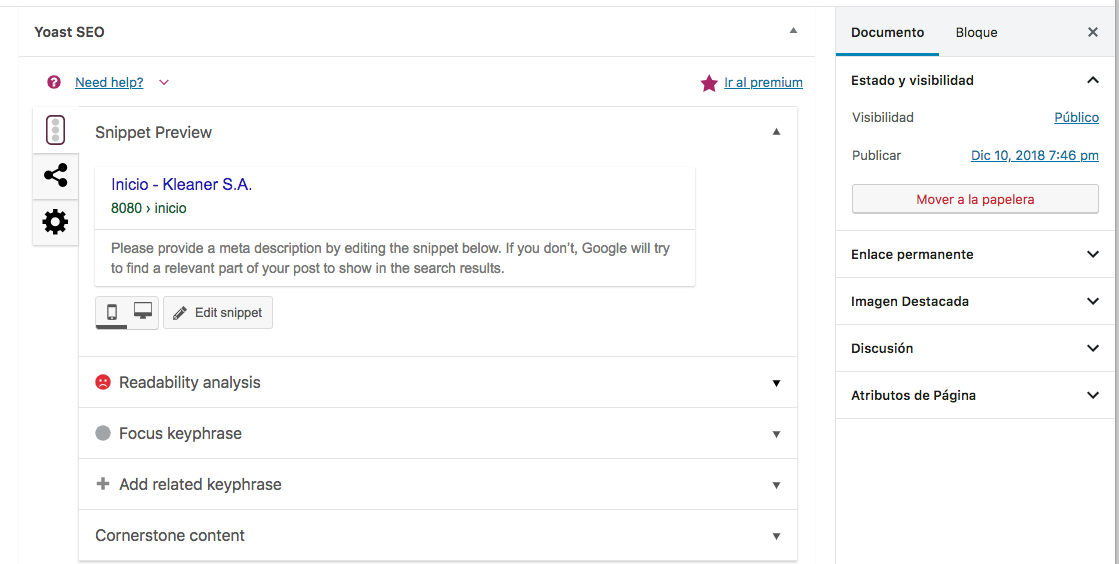 Yoast SEO
Need help?
Ir al premium
Snippet Preview
Inicio - Kleaner S.A.
8080 › inicio
Please provide a meta description by editing the snippet below. If you don’t, Google will try
to find a relevant part of your post to show in the search results.
Edit snippet
Readability analysis
Focus keyphrase
Add related keyphrase
Cornerstone content
Documento
Bloque
Estado y visibilidad
Visibilidad
Público
Publicar
Dic 10, 2018 7:46 pm
Mover a la papelera
Enlace permanente
Imagen Destacada
Discusión
Atributos de Página